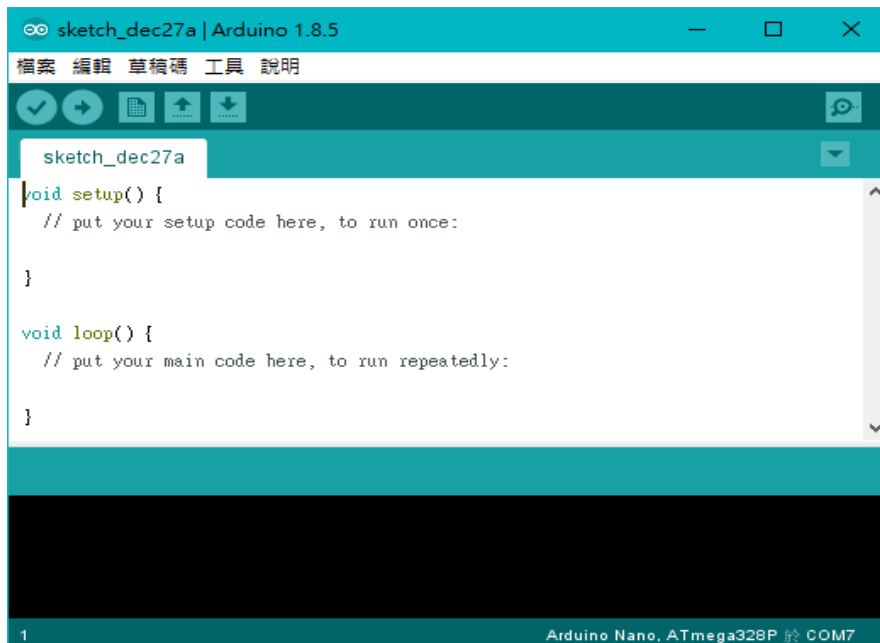 sketch_dec27a | Arduino 1.8.5
檔案 編輯 草稿碼 工具 說明
sketch_dec27a
void setup() {
  // put your setup code here, to run once:
}
void loop() {
  // put your main code here, to run repeatedly:
}
1 Arduino Nano, ATmega328P 於 COM7